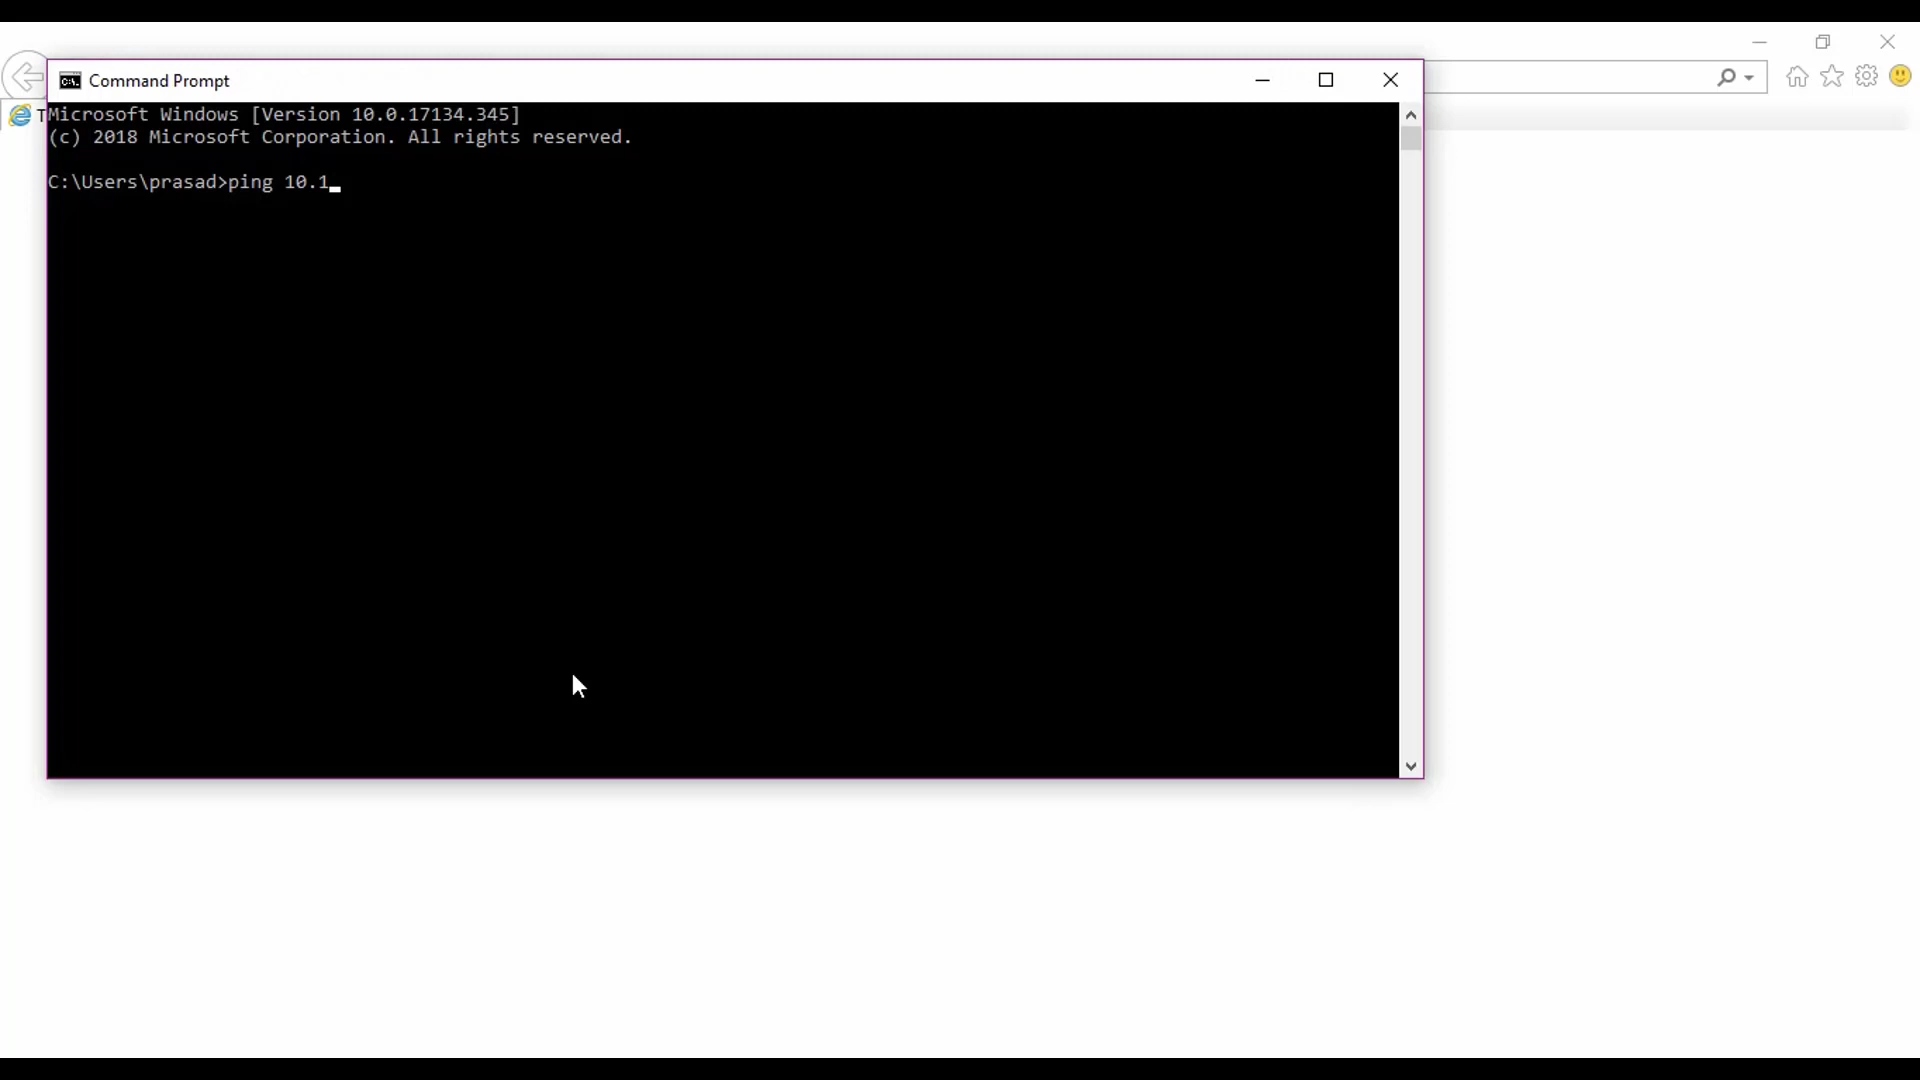 Command Prompt
T
Microsoft Windows [Version 10.0.17134.345]
(c) 2018 Microsoft Corporation. All rights reserved.
C:\Users\prasad>ping 10.1